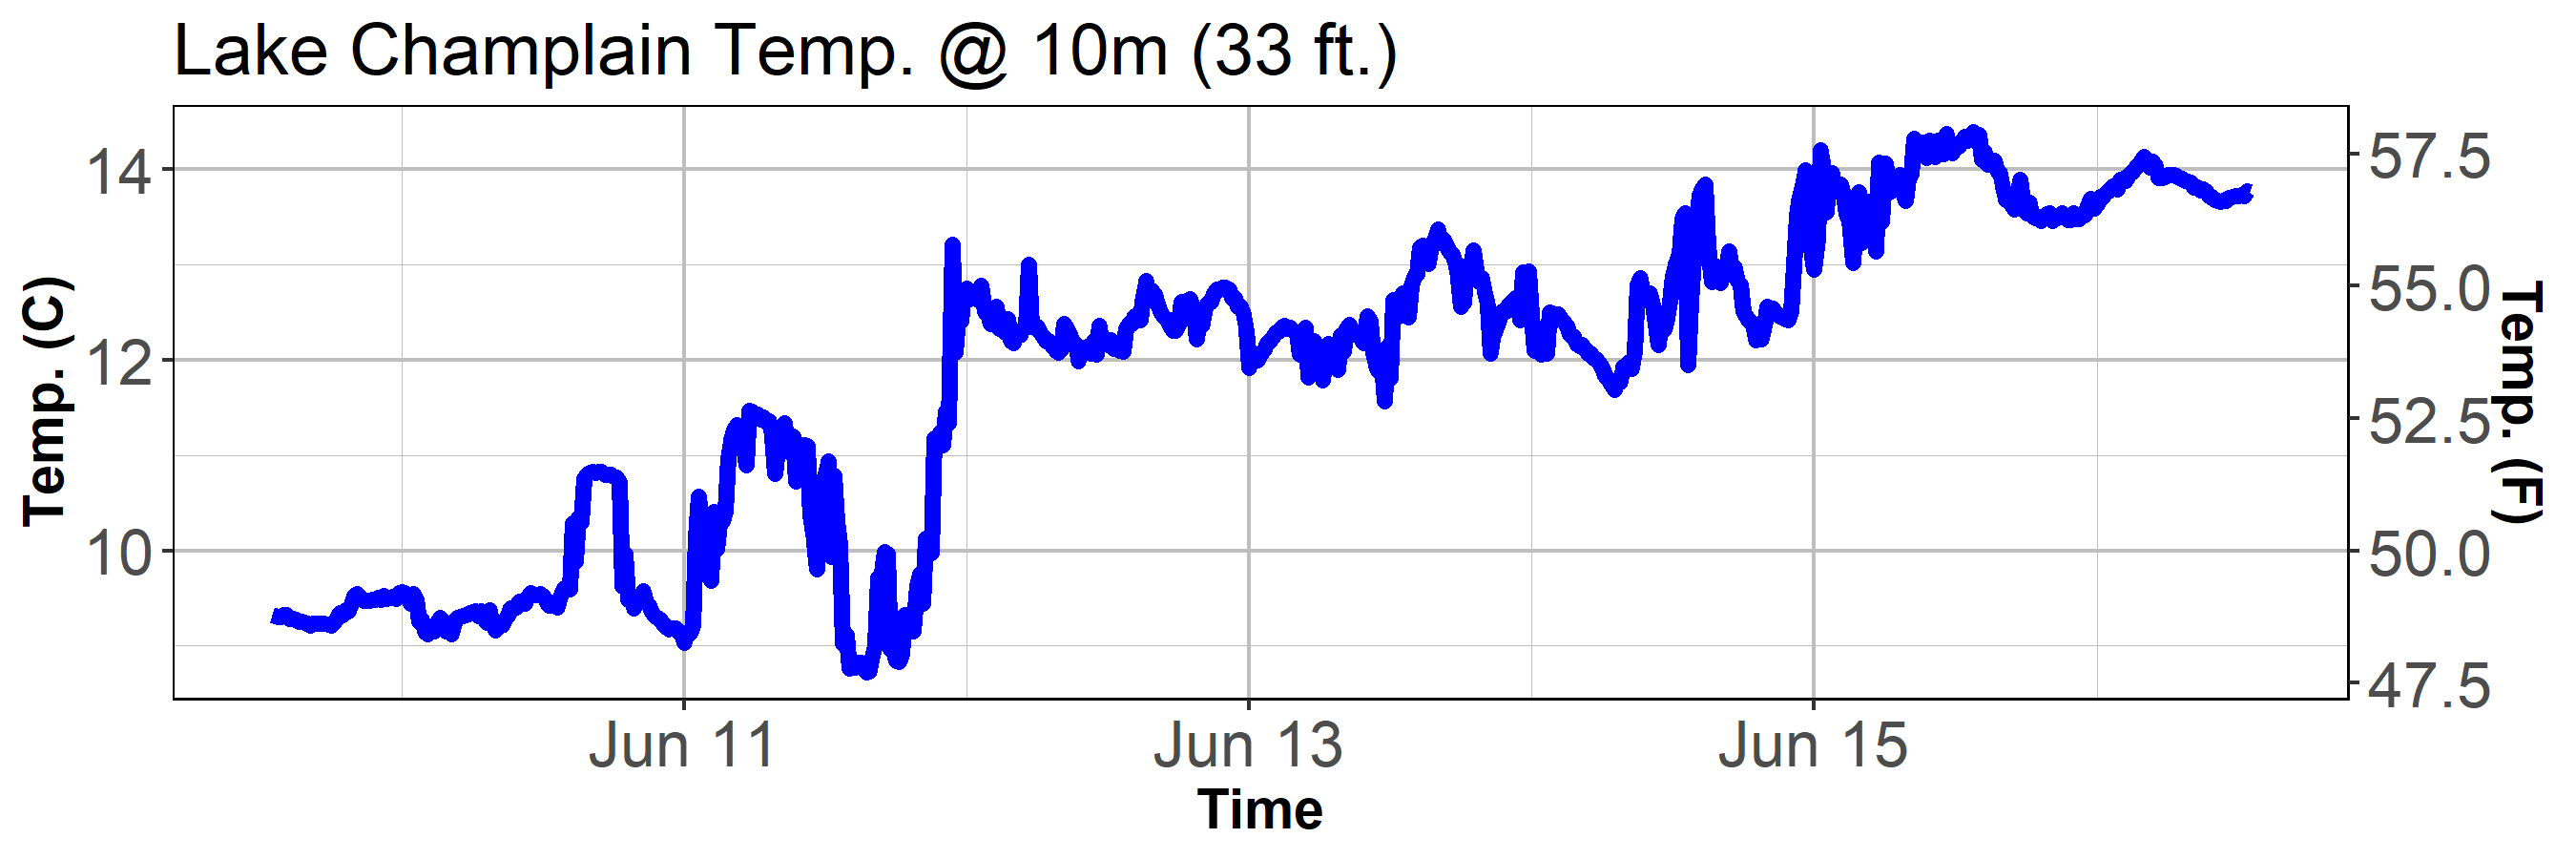 Lake Champlain Temp. @ 10m (33 ft.)
Temp. (C)
14
12
10
57.5
55.0
52.5
50.0
47.5
Temp. (F)
Jun 11
Jun 13
Jun 15
Time